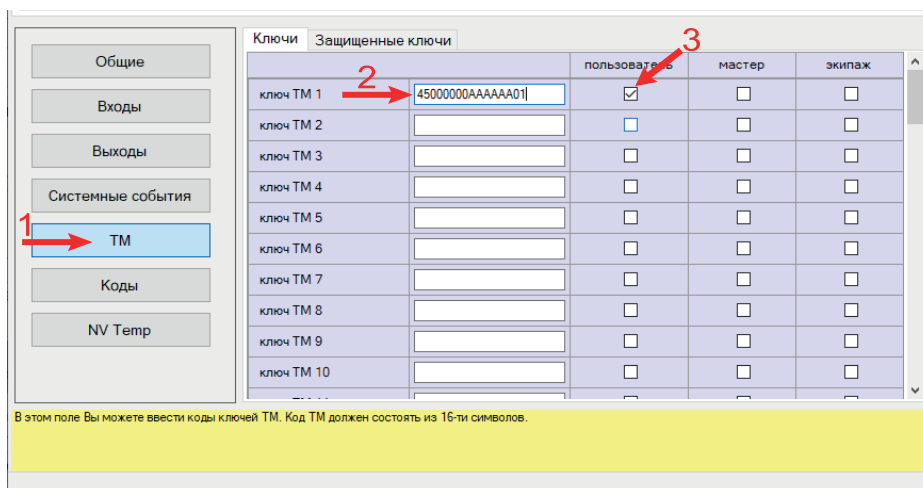 Ключи Защищенные ключи
3
пользователь мастер экипаж
Общие
Входы
Выходы
Системные события
1
ТМ
Коды
NV Temp
2
ключ ТМ 1 45000000AAAAAA01
ключ ТМ 2
ключ ТМ 3
ключ ТМ 4
ключ ТМ 5
ключ ТМ 6
ключ ТМ 7
ключ ТМ 8
ключ ТМ 9
ключ ТМ 10
В этом поле Вы можете ввести коды ключей ТМ. Код ТМ должен состоять из 16-ти символов.